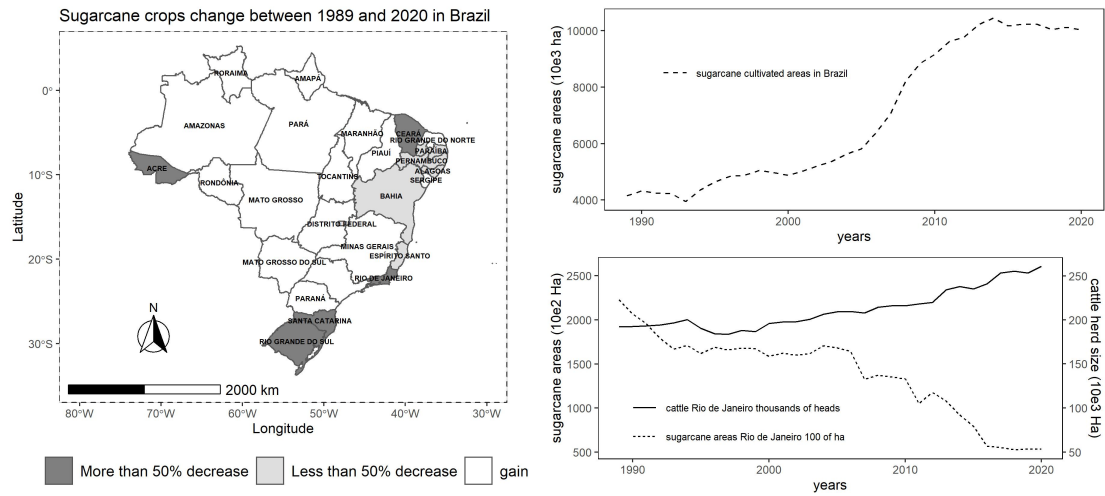 Sugarcane crops change between 1989 and 2020 in Brazil
RORAIMA
AMAPÁ
AMAZONAS
PARÁ
MARANHÃO
CEARÁ
RIO GRANDE DO NORTE
PARAÍBA
PIAUÍ
PERNAMBUCO
ACRE
ALAGOAS
TOCANTINS
SERGIPE
RONDÔNIA
BAHIA
MATO GROSSO
DISTRITO FEDERAL
MINAS GERAIS
ESPÍRITO SANTO
MATO GROSSO DO SUL
RIO DE JANEIRO
PARANÁ
SANTA CATARINA
RIO GRANDE DO SUL
N
2000 km
0°
10°S
20°S
30°S
Latitude
80°W 70°W 60°W 50°W 40°W 30°W
Longitude
More than 50% decrease Less than 50% decrease gain
sugarcane areas (10e3 ha)
10000
8000
6000
4000
sugarcane cultivated areas in Brazil
1990 2000 2010 2020
years
sugarcane areas (10e2 Ha)
2500
2000
1500
1000
500
cattle Rio de Janeiro thousands of heads
sugarcane areas Rio de Janeiro 100 of ha
250
200
150
100
50
cattle herd size (10e3 Ha)
1990 2000 2010 2020
years